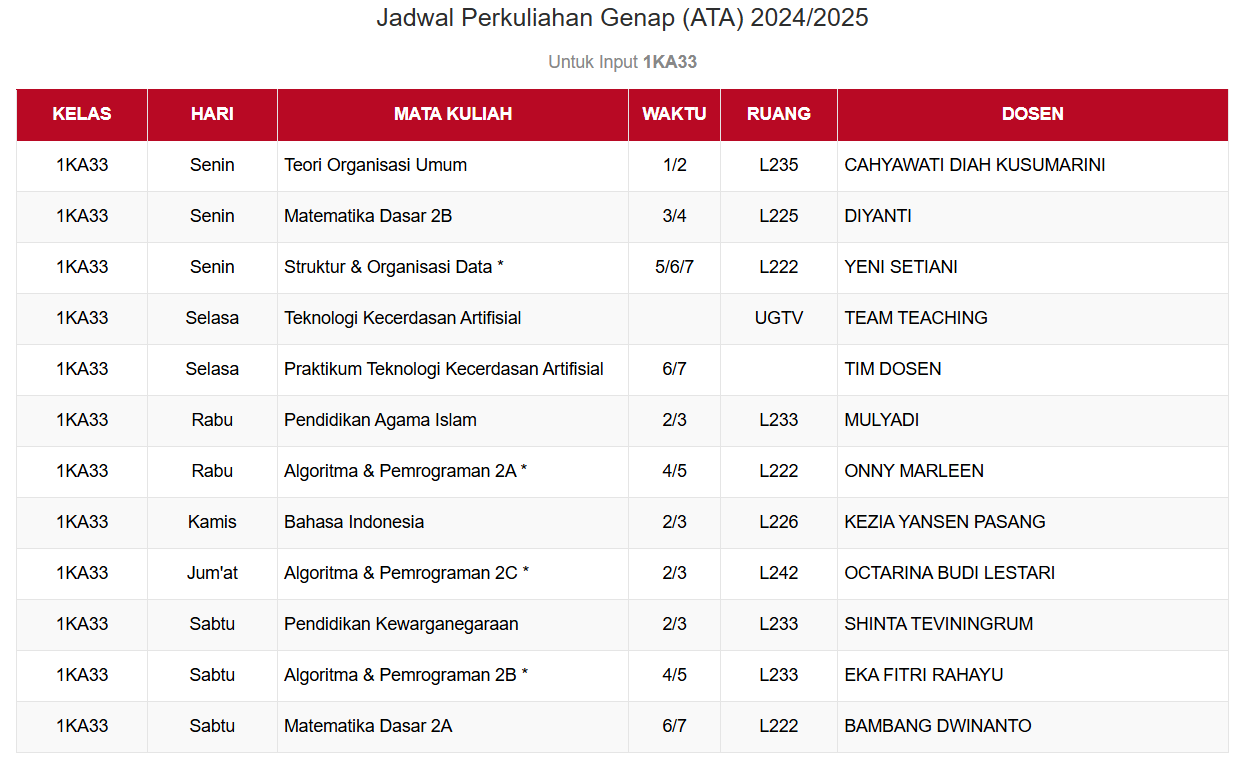 Jadwal Perkuliahan Genap (ATA) 2024/2025
Untuk Input 1KA33
KELAS HARI MATA KULIAH WAKTU RUANG DOSEN
1KA33 Senin Teori Organisasi Umum 1/2 L235 CAHYAWATI DIAH KUSUMARINI
1KA33 Senin Matematika Dasar 2B 3/4 L225 DIYANTI
1KA33 Senin Struktur & Organisasi Data * 5/6/7 L222 YENI SETIANI
1KA33 Selasa Teknologi Kecerdasan Artifisial UGTV TEAM TEACHING
1KA33 Selasa Praktikum Teknologi Kecerdasan Artifisial 6/7 TIM DOSEN
1KA33 Rabu Pendidikan Agama Islam 2/3 L233 MULYADI
1KA33 Rabu Algoritma & Pemrograman 2A * 4/5 L222 ONNY MARLEEN
1KA33 Kamis Bahasa Indonesia 2/3 L226 KEZIA YANSEN PASANG
1KA33 Jum'at Algoritma & Pemrograman 2C * 2/3 L242 OCTARINA BUDI LESTARI
1KA33 Sabtu Pendidikan Kewarganegaraan 2/3 L233 SHINTA TEVININGRUM
1KA33 Sabtu Algoritma & Pemrograman 2B * 4/5 L233 EKA FITRI RAHAYU
1KA33 Sabtu Matematika Dasar 2A 6/7 L222 BAMBANG DWINANTO